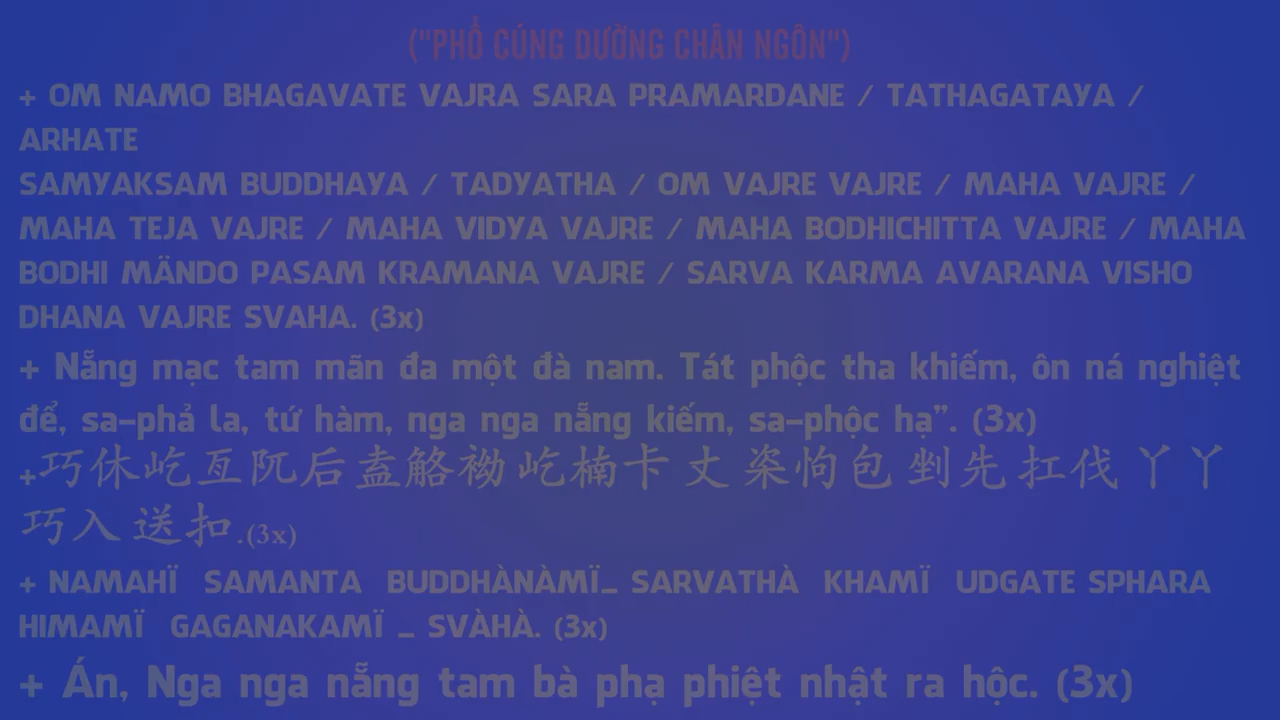 ("PHỔ CÚNG DƯỜNG CHÂN NGÔN")
+ OM NAMO BHAGAVATE VAJRA SARA PRAMARDANE / TATHAGATAYA /
ARHATE
SAMYAKSAM BUDDHAYA / TADYATHA / OM VAJRE VAJRE / MAHA VAJRE /
MAHA TEJA VAJRE / MAHA VIDYA VAJRE / MAHA BODHICHITTA VAJRE / MAHA
BODHI MÄNDO PASAM KRAMANA VAJRE / SARVA KARMA AVARANA VISHO
DHANA VAJRE SVAHA. (3x)
+ Nẵng mạc tam mãn đa một đà nam. Tát phộc tha khiếm, ôn ná nghiệt
để, sa-phả la, tứ hàm, nga nga nẵng kiếm, sa-phộc hạ”. (3x)
+巧休屹亙阢后盍觡袎屹楠卡丈栥怐包剉先扛伐丫丫
巧入送扣.(3x)
+ NAMAHÏ SAMANTA BUDDHÀNÀMÏ_ SARVATHÀ KHAMÏ UDGATE SPHARA
HIMAMÏ GAGANAKAMÏ _ SVÀHÀ. (3x)
+ Án, Nga nga nẵng tam bà phạ phiệt nhật ra hộc. (3x)